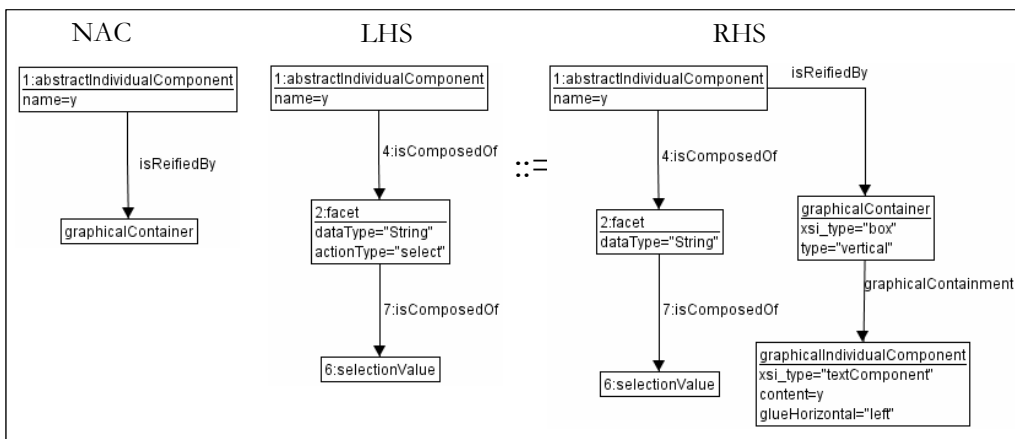 NAC
LHS
RHS
1:abstractIndividualComponent
name=y
isReifiedBy
graphicalContainer
1:abstractIndividualComponent
name=y
4:isComposedOf
2:facet
dataType="String"
actionType="select"
7:isComposedOf
6:selectionValue
::=
1:abstractIndividualComponent
name=y
isReifiedBy
4:isComposedOf
2:facet
dataType="String"
7:isComposedOf
6:selectionValue
graphicalContainer
xsi_type="box"
type="vertical"
graphicalContainment
graphicalIndividualComponent
xsi_type="textComponent"
content=y
glueHorizontal="left"